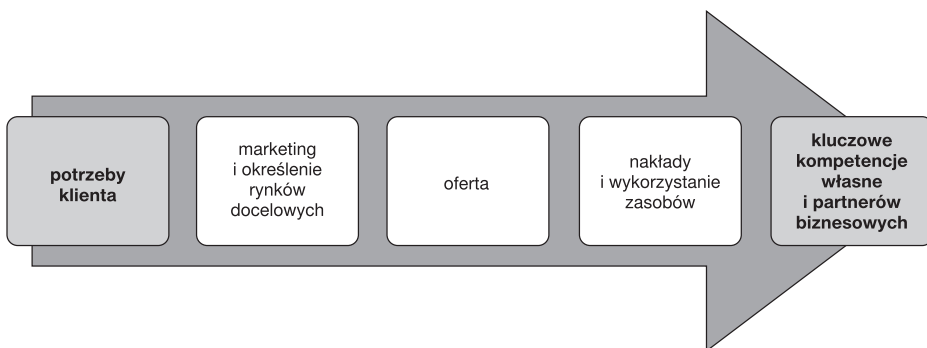 potrzeby
klienta
marketing
i określenie
rynków
docelowych
oferta
nakłady
i wykorzystanie
zasobów
kluczowe
kompetencje
własne
i partnerów
biznesowych